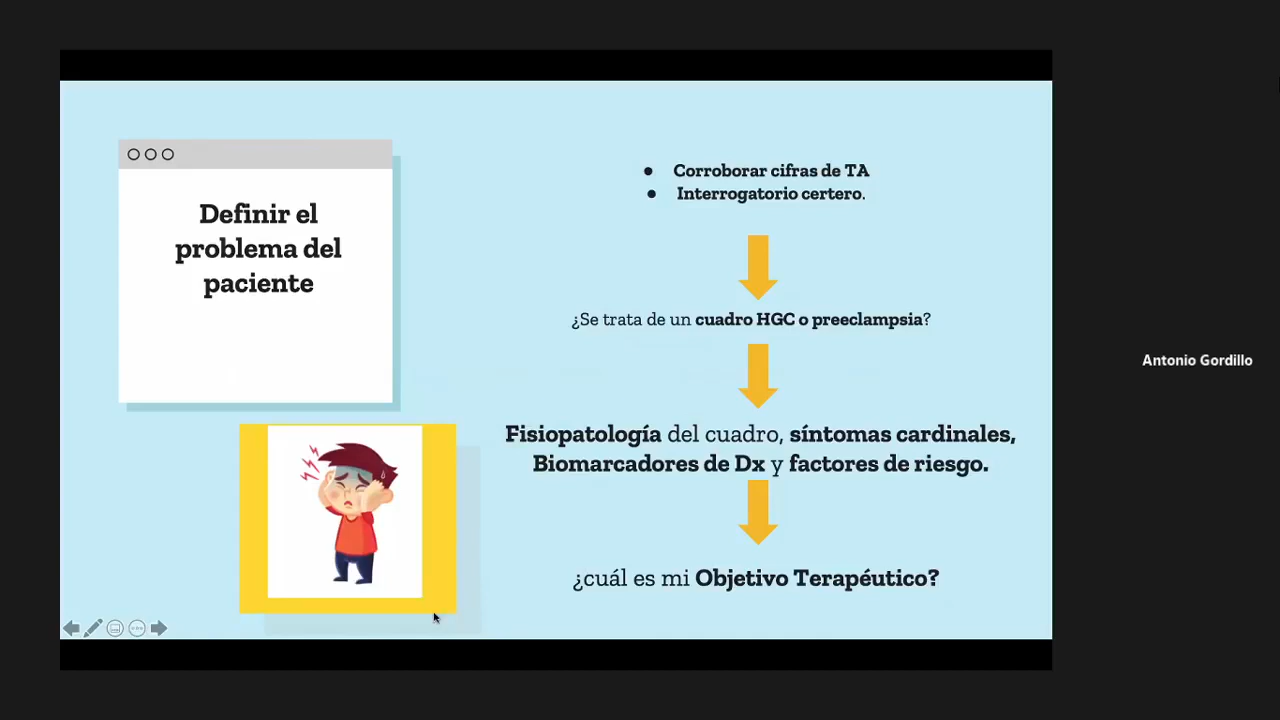 Definir el
problema del
paciente
● Corroborar cifras de TA
● Interrogatorio certero.
¿Se trata de un cuadro HGC o preeclampsia?
Fisiopatología del cuadro, síntomas cardinales,
Biomarcadores de Dx y factores de riesgo.
¿cuál es mi Objetivo Terapéutico?
Antonio Gordillo